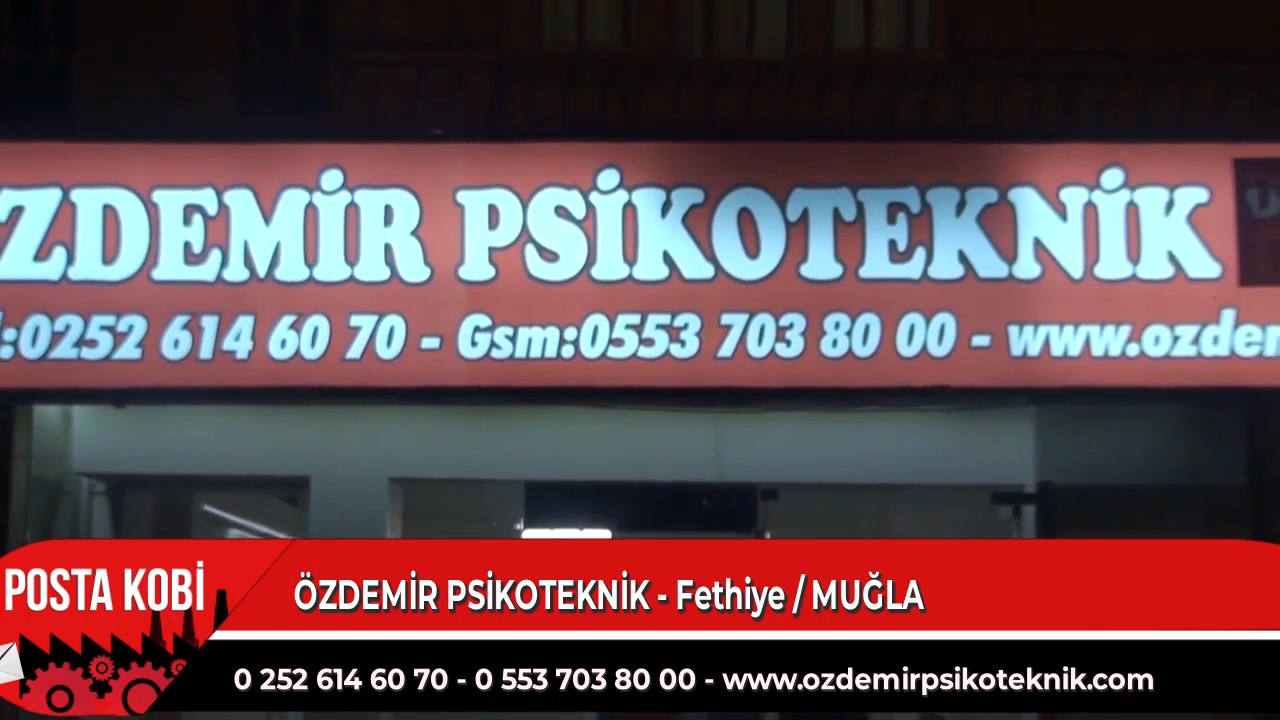 ZDEMİR PSİKOTEKNİK
:0252 614 60 70 - Gsm:0553 703 80 00 - www.ozdem
POSTA KOBİ
ÖZDEMİR PSİKOTEKNİK - Fethiye / MUĞLA
0 252 614 60 70 - 0 553 703 80 00 - www.ozdemirpsikoteknik.com